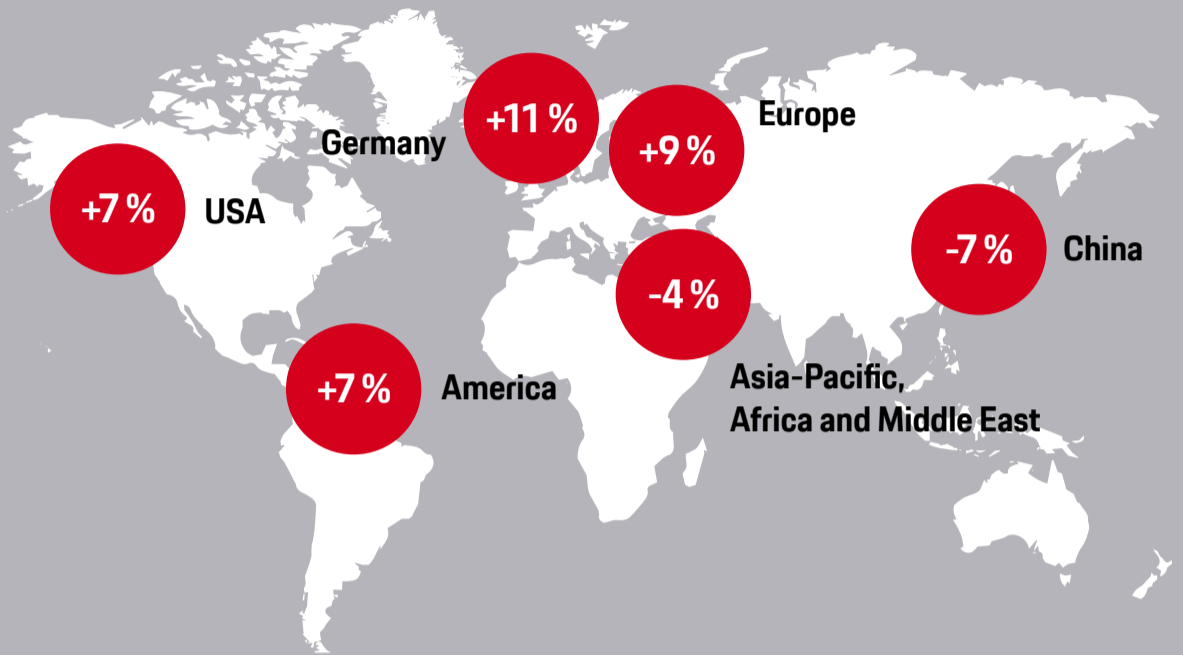 +11 %
Germany
+9 %
Europe
+7 %
USA
-7 %
China
-4 %
Asia-Pacific,
Africa and Middle East
+7 %
America